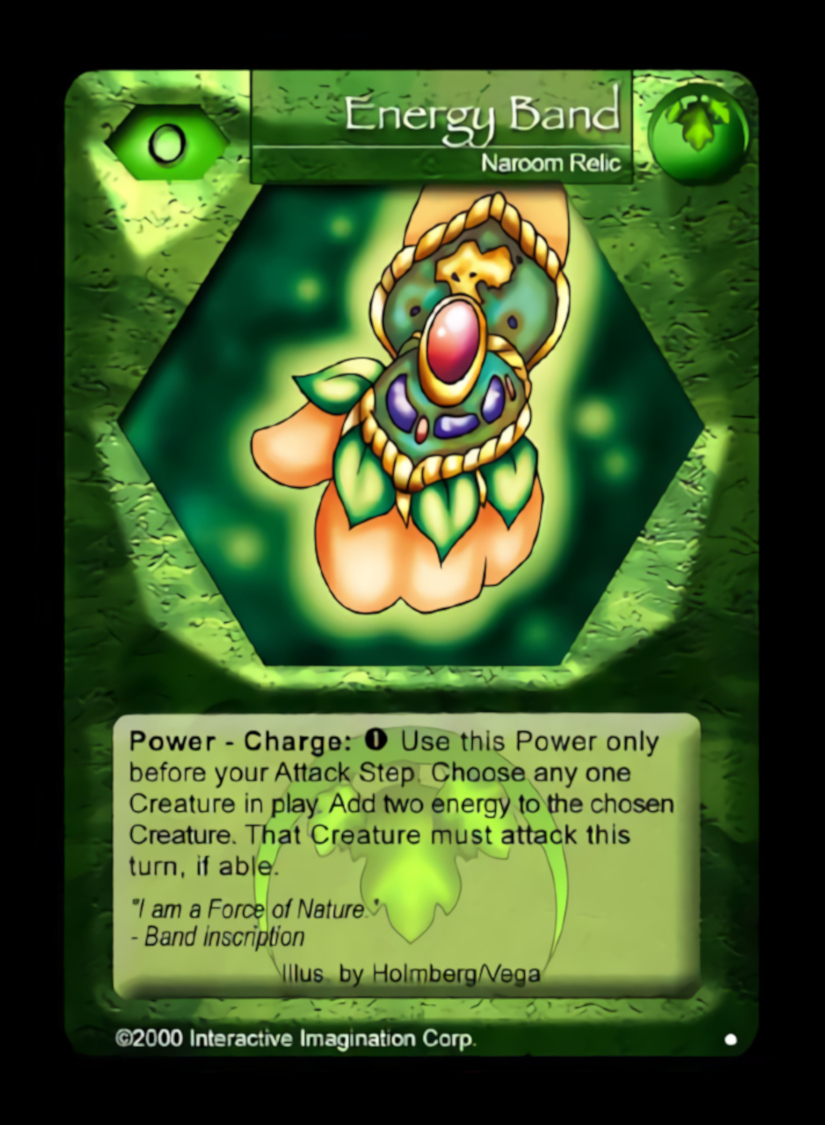 0
Energy Band
Naroom Relic
Power - Charge: 1 Use this Power only
before your Attack Step. Choose any one
Creature in play. Add two energy to the chosen
Creature. That Creature must attack this
turn, if able.
"I am a Force of Nature."
- Band inscription
Illus. by Holmberg/Vega
©2000 Interactive Imagination Corp.